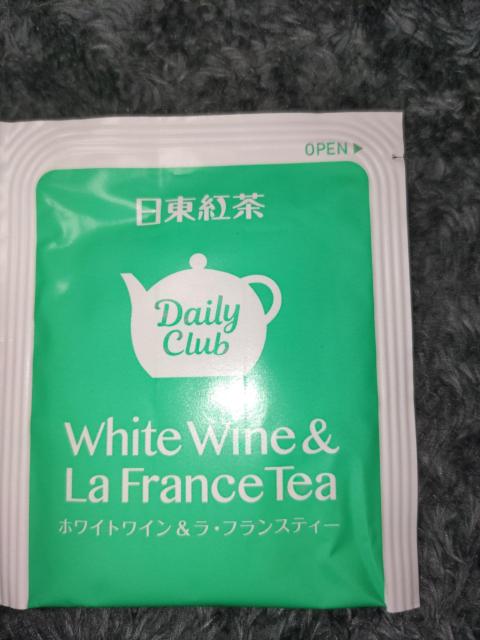 OPEN ▶
日東紅茶
Daily
Club
White Wine &
La France Tea
ホワイトワイン&ラ・フランスティー